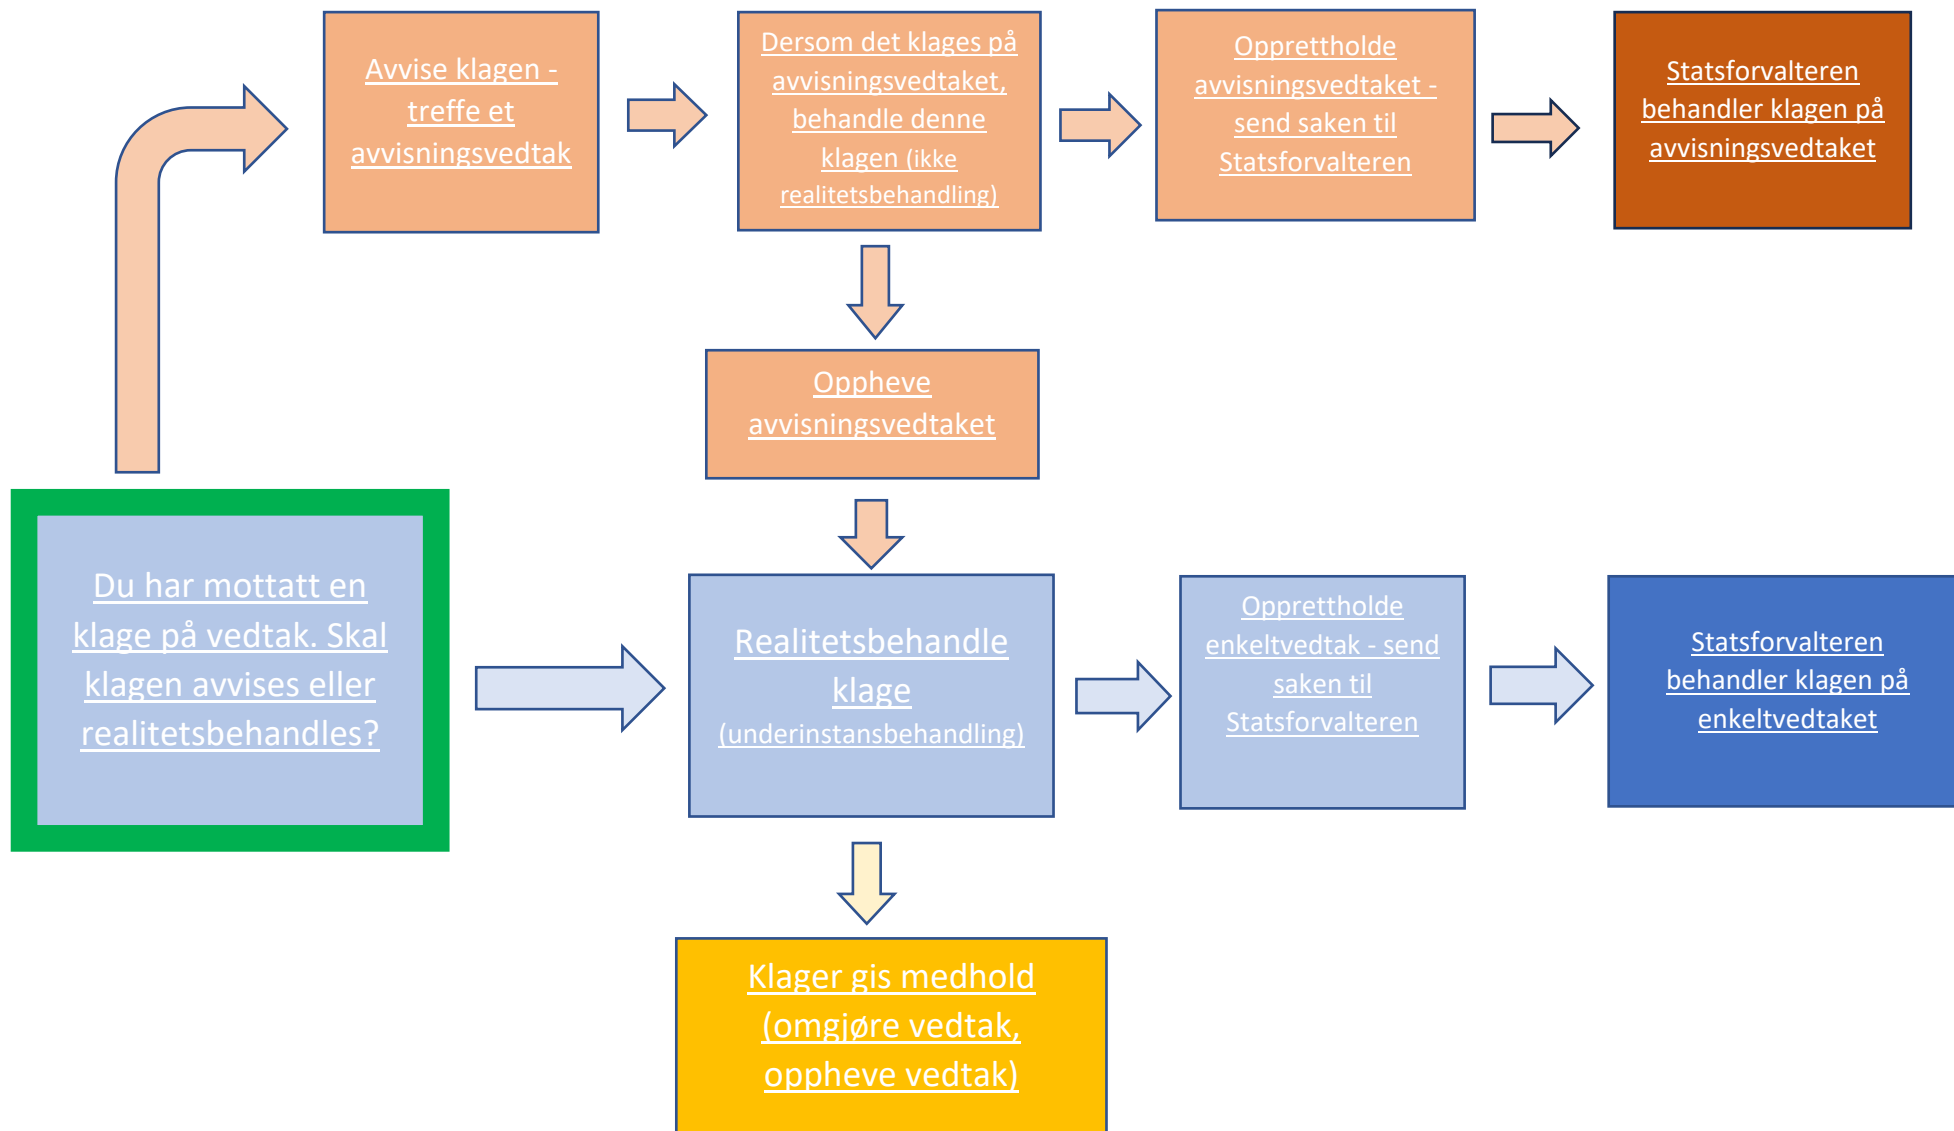 Avvise klagen -
treffe et
avvisningsvedtak
Dersom det klages på
avvisningsvedtaket,
behandle denne
klagen (ikke
realitetsbehandling)
Opprettholde
avvisningsvedtaket -
send saken til
Statsforvalteren
Statsforvalteren
behandler klagen på
avvisningsvedtaket
Oppheve
avvisningsvedtaket
Du har mottatt en
klage på vedtak. Skal
klagen avvises eller
realitetsbehandles?
Realitetsbehandle
klage
(underinstansbehandling)
Opprettholde
enkeltvedtak - send
saken til
Statsforvalteren
Statsforvalteren
behandler klagen på
enkeltvedtaket
Klager gis medhold
(omgjøre vedtak,
oppheve vedtak)